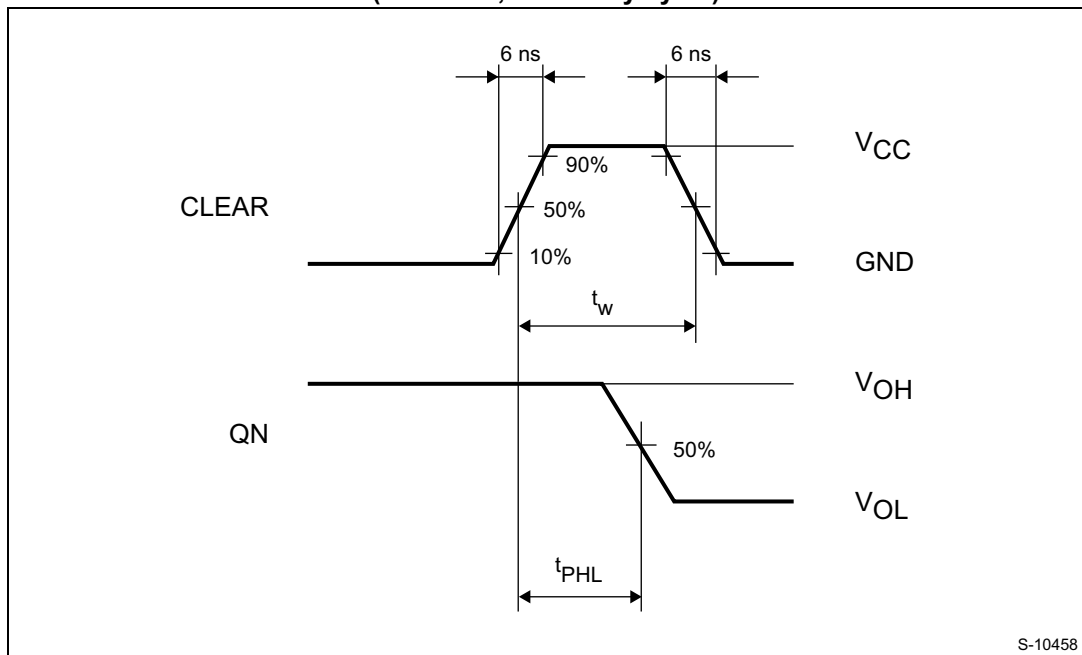 6 ns
6 ns
VCC
90%
CLEAR
50%
10%
GND
tw
VOH
QN
50%
VOL
tPHL
S-10458